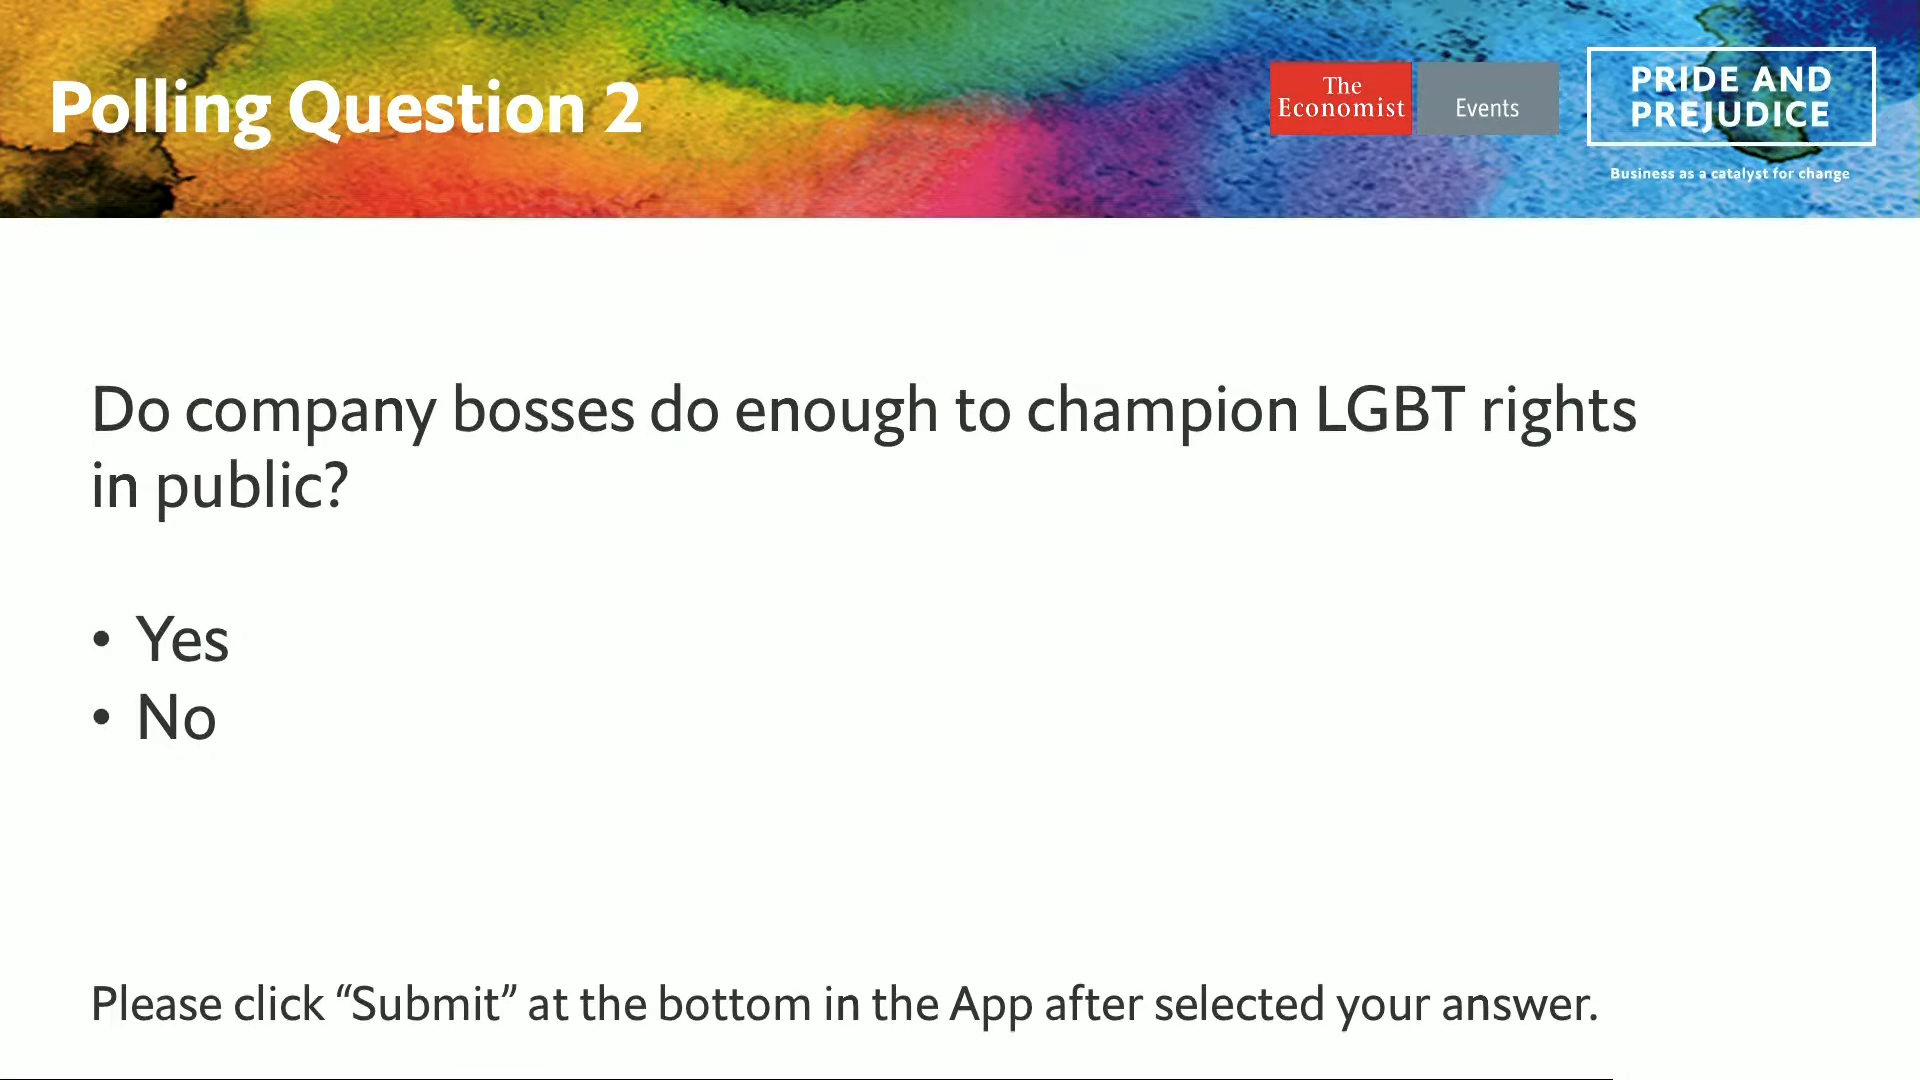 Polling Question 2
The
Economist
Events
PRIDE AND
PREJUDICE
Business as a catalyst for change
Do company bosses do enough to champion LGBT rights
in public?
• Yes
• No
Please click “Submit” at the bottom in the App after selected your answer.